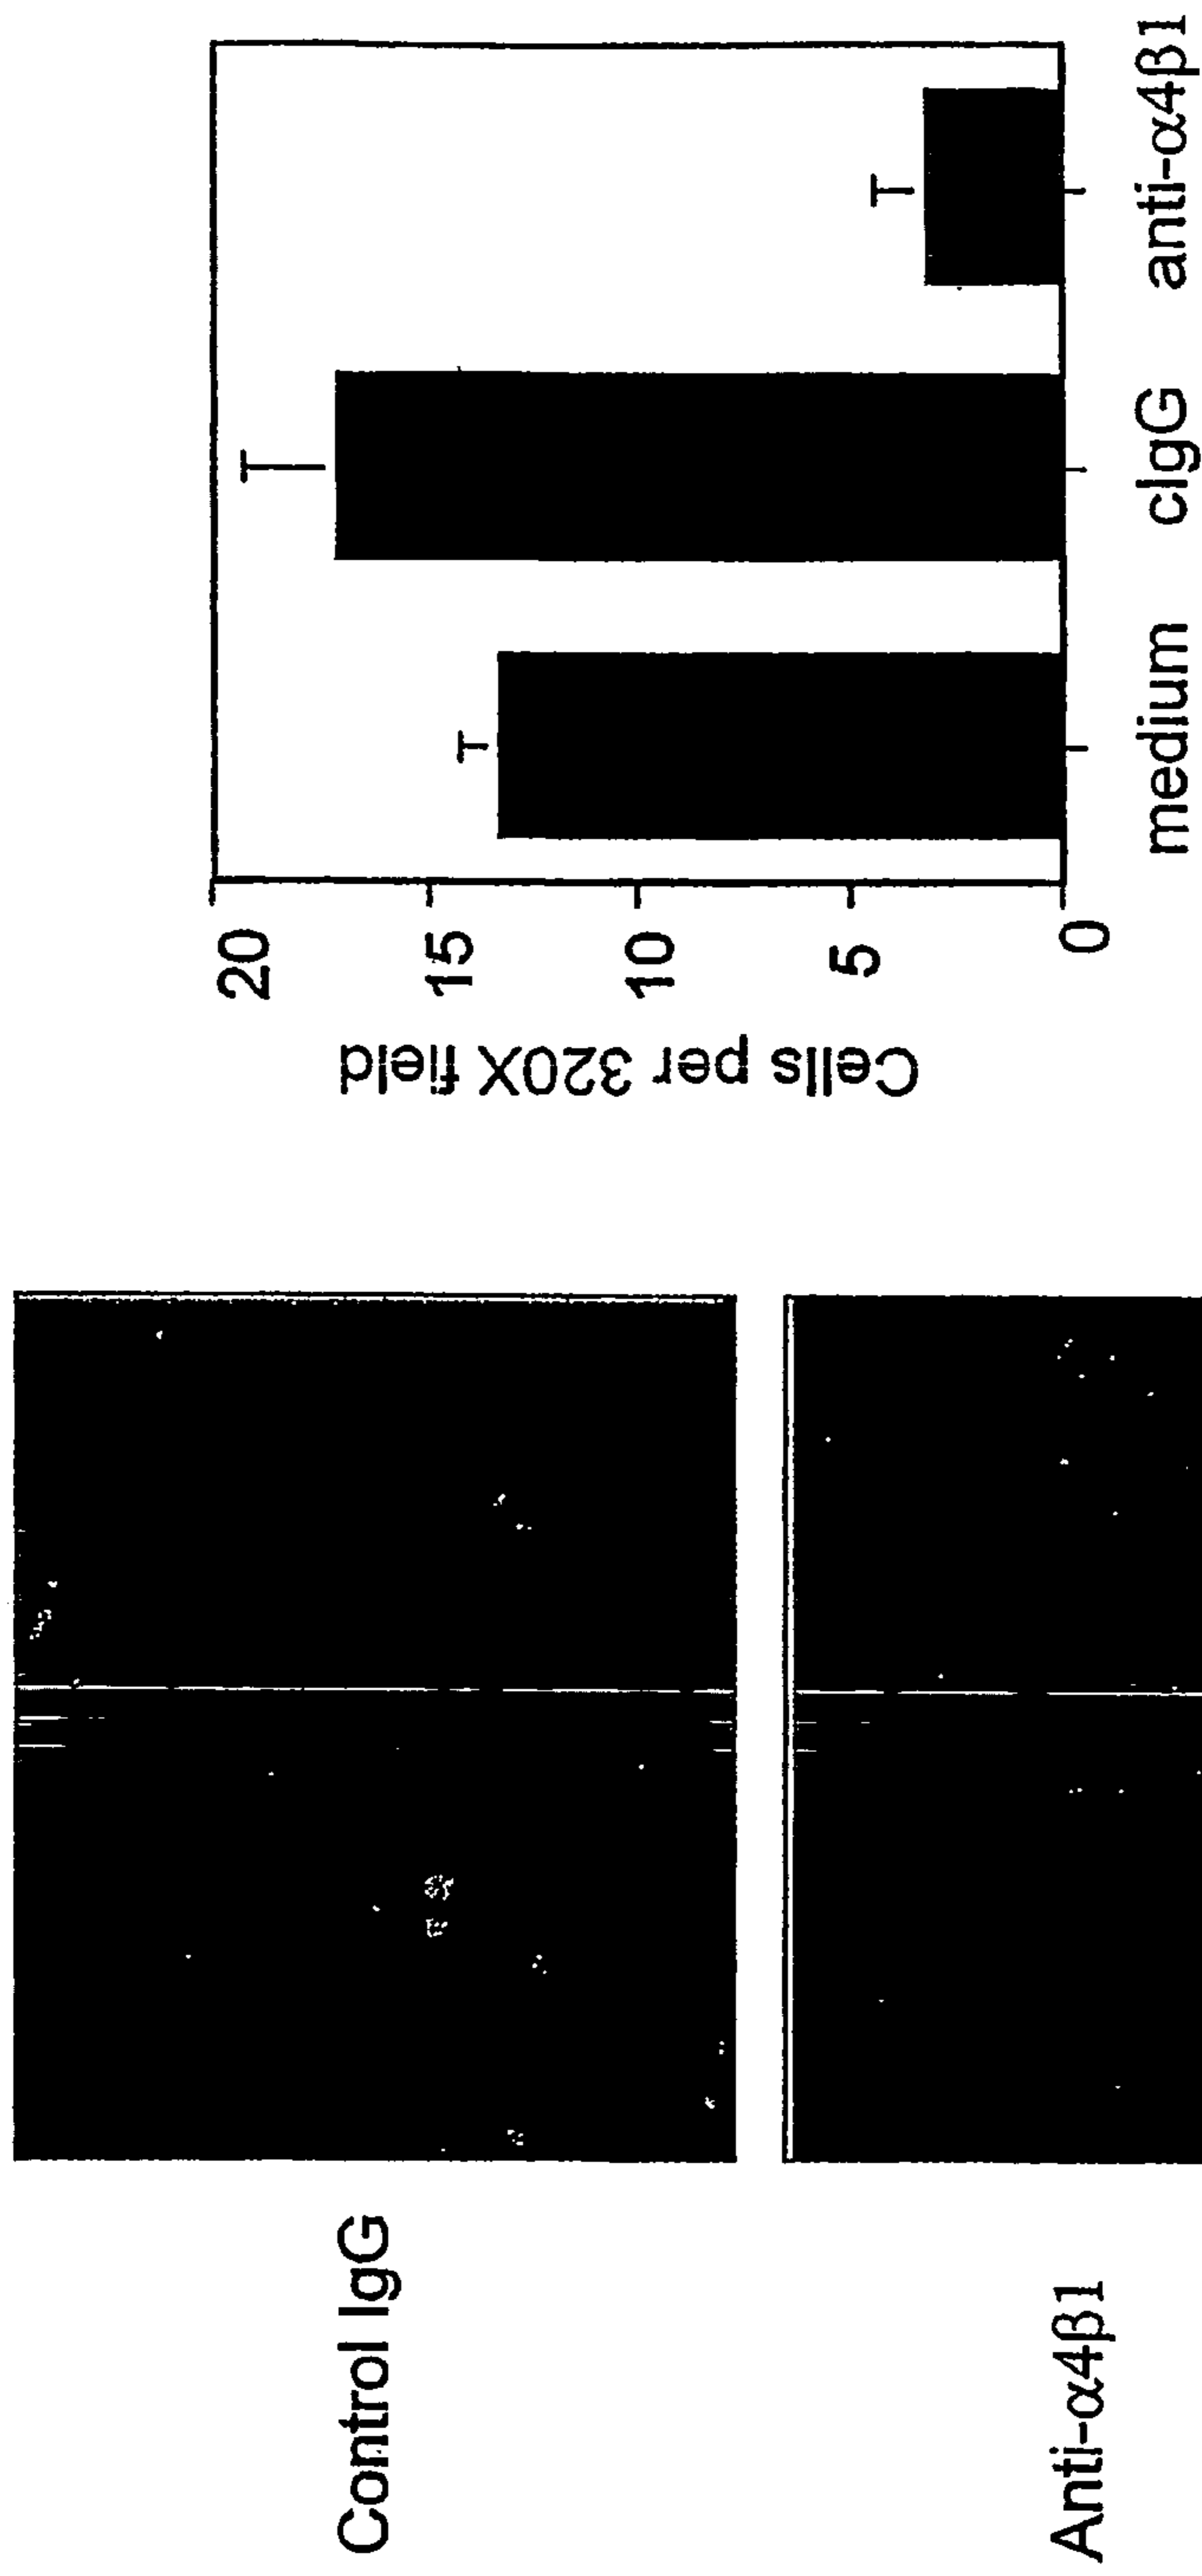 Control IgG
Anti-α4β1
Cells per 320X field
20
15
10
5
0
medium cIgG anti-α4β1